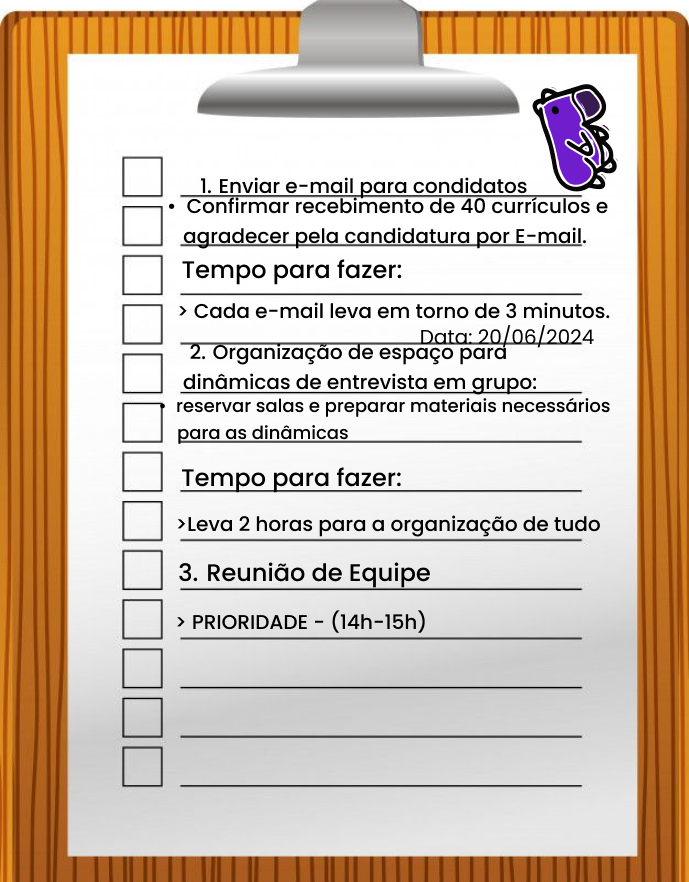 1. Enviar e-mail para candidatos
• Confirmar recebimento de 40 currículos e
agradecer pela candidatura por E-mail.
Tempo para fazer:
> Cada e-mail leva em torno de 3 minutos.
Data: 20/06/2024
2. Organização de espaço para
dinâmicas de entrevista em grupo:
• reservar salas e preparar materiais necessários
para as dinâmicas
Tempo para fazer:
>Leva 2 horas para a organização de tudo
3. Reunião de Equipe
> PRIORIDADE - (14h-15h)